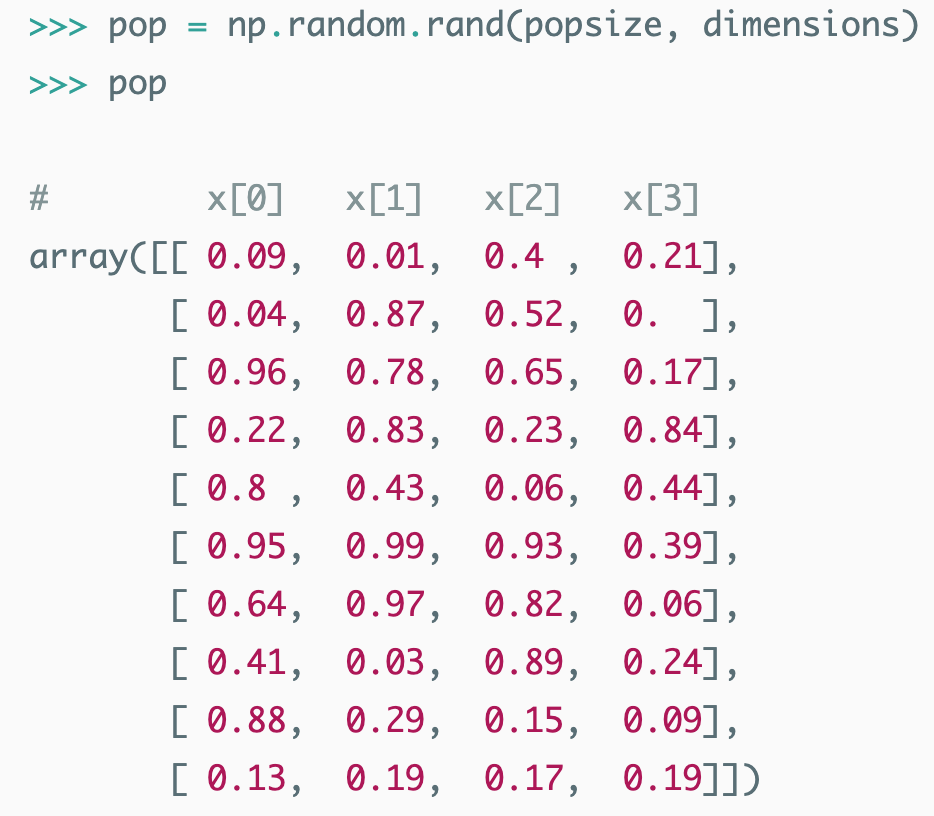 >>> pop = np.random.rand(popsize, dimensions)
>>> pop
#        x[0]   x[1]   x[2]   x[3]
array([[ 0.09,  0.01,  0.4 ,  0.21],
       [ 0.04,  0.87,  0.52,  0.  ],
       [ 0.96,  0.78,  0.65,  0.17],
       [ 0.22,  0.83,  0.23,  0.84],
       [ 0.8 ,  0.43,  0.06,  0.44],
       [ 0.95,  0.99,  0.93,  0.39],
       [ 0.64,  0.97,  0.82,  0.06],
       [ 0.41,  0.03,  0.89,  0.24],
       [ 0.88,  0.29,  0.15,  0.09],
       [ 0.13,  0.19,  0.17,  0.19]])